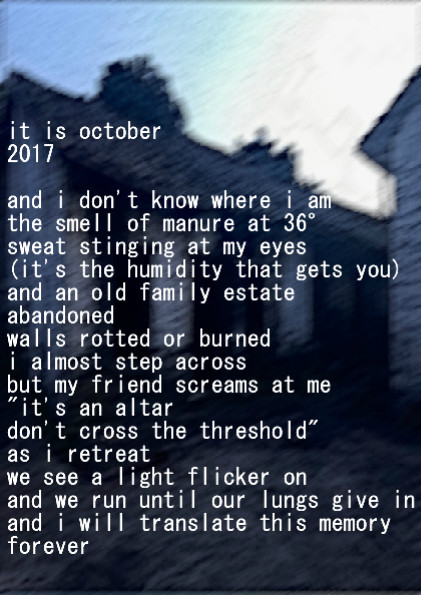 it is october
2017
and i don't know where i am
the smell of manure at 36°
sweat stinging at my eyes
(it's the humidity that gets you)
and an old family estate
abandoned
walls rotted or burned
i almost step across
but my friend screams at me
"it's an altar
don't cross the threshold"
as i retreat
we see a light flicker on
and we run until our lungs give in
and i will translate this memory
forever